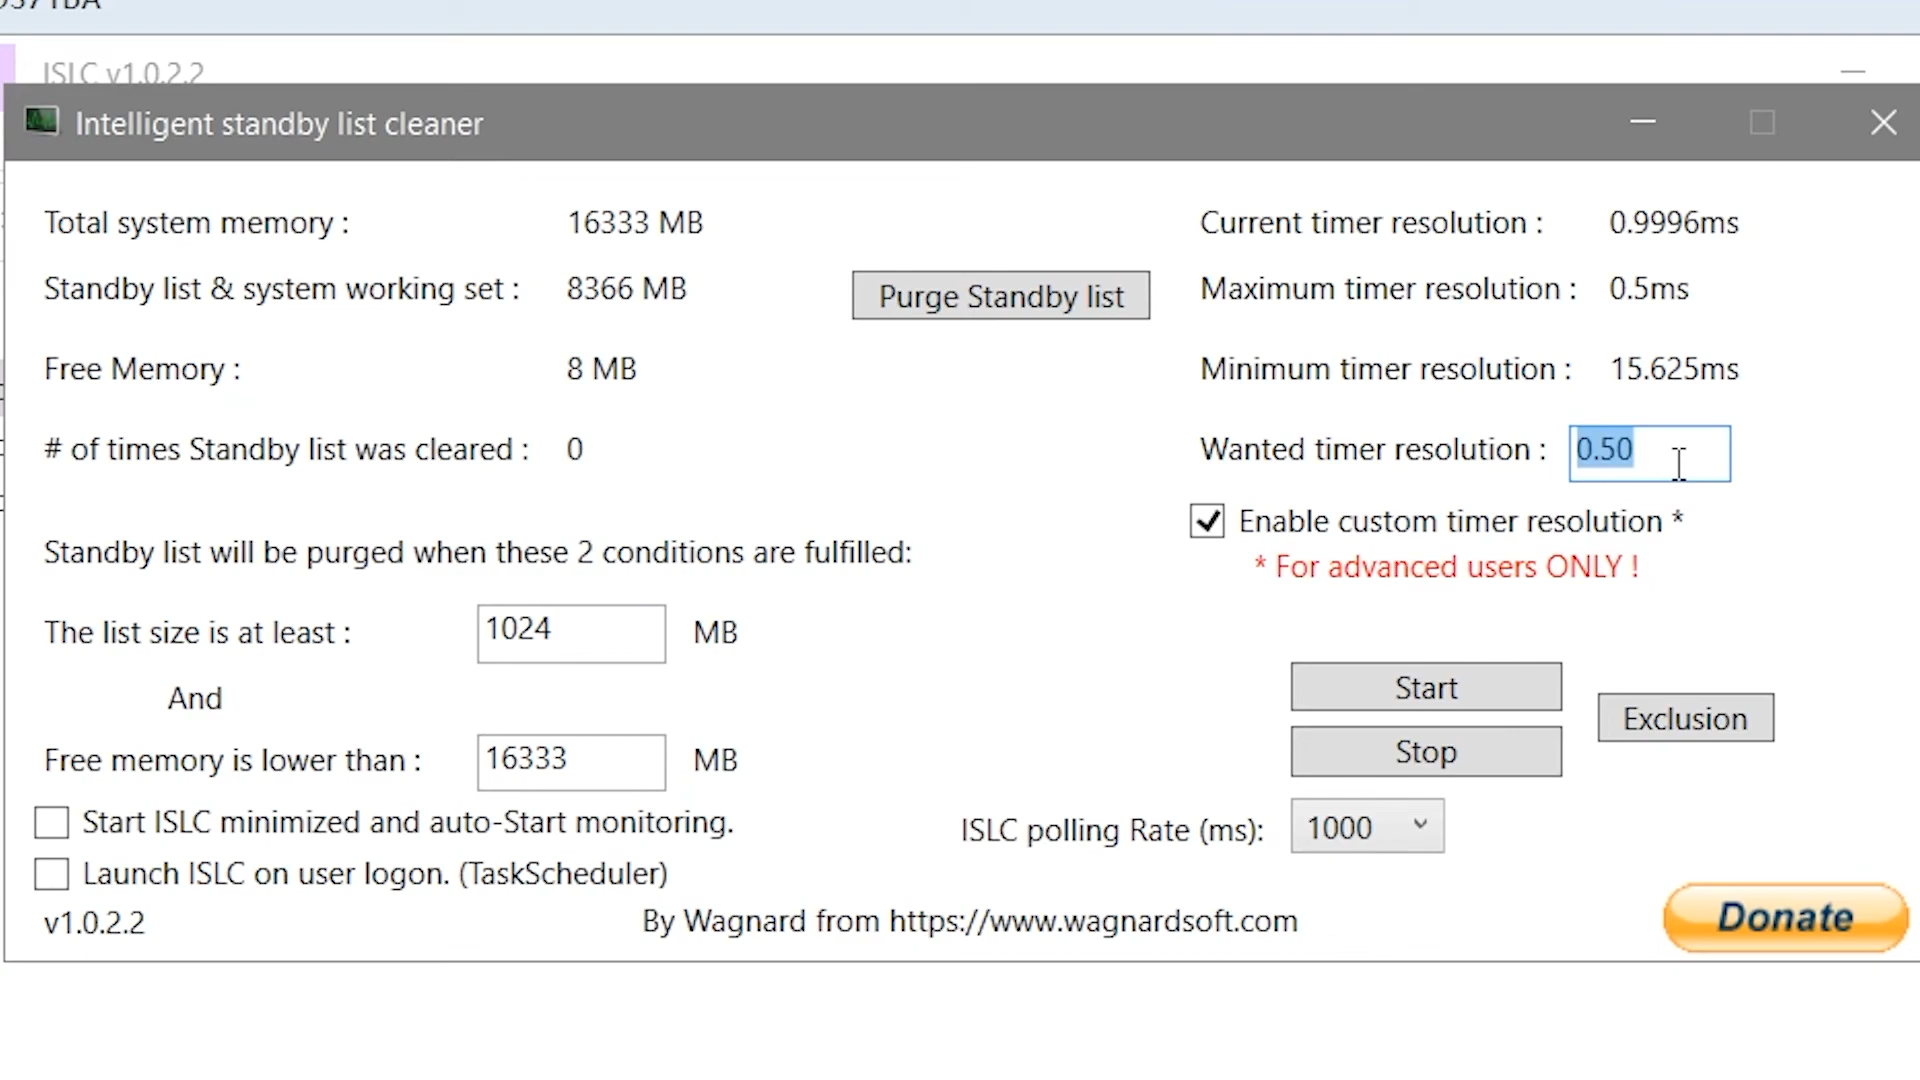 ISLC v1.0.2.2
Intelligent standby list cleaner
Total system memory : 16333 MB
Standby list & system working set : 8366 MB
Purge Standby list
Free Memory : 8 MB
# of times Standby list was cleared : 0
Current timer resolution : 0.9996ms
Maximum timer resolution : 0.5ms
Minimum timer resolution : 15.625ms
Wanted timer resolution : 0.50
Enable custom timer resolution *
* For advanced users ONLY !
Standby list will be purged when these 2 conditions are fulfilled:
The list size is at least : 1024 MB
And
Free memory is lower than : 16333 MB
Start
Stop
Exclusion
Start ISLC minimized and auto-Start monitoring.
Launch ISLC on user logon. (TaskScheduler)
ISLC polling Rate (ms): 1000
v1.0.2.2
By Wagnard from https://www.wagnardsoft.com
Donate